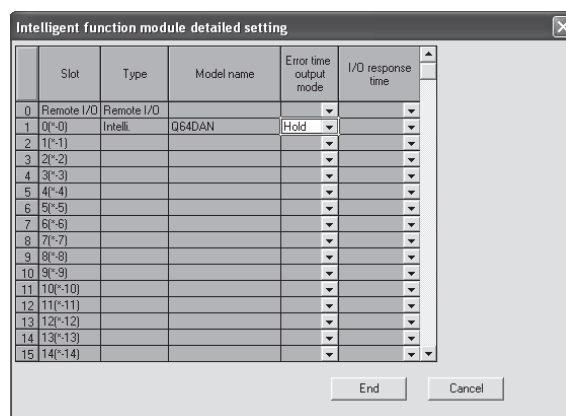 Intelligent function module detailed setting
Slot Type Model name Error time output mode I/O response time
0 Remote I/O Remote I/O
1 0(*-0) Intelli. Q64DAN Hold
2 1(*-1)
3 2(*-2)
4 3(*-3)
5 4(*-4)
6 5(*-5)
7 6(*-6)
8 7(*-7)
9 8(*-8)
10 9(*-9)
11 10(*-10)
12 11(*-11)
13 12(*-12)
14 13(*-13)
15 14(*-14)
End Cancel